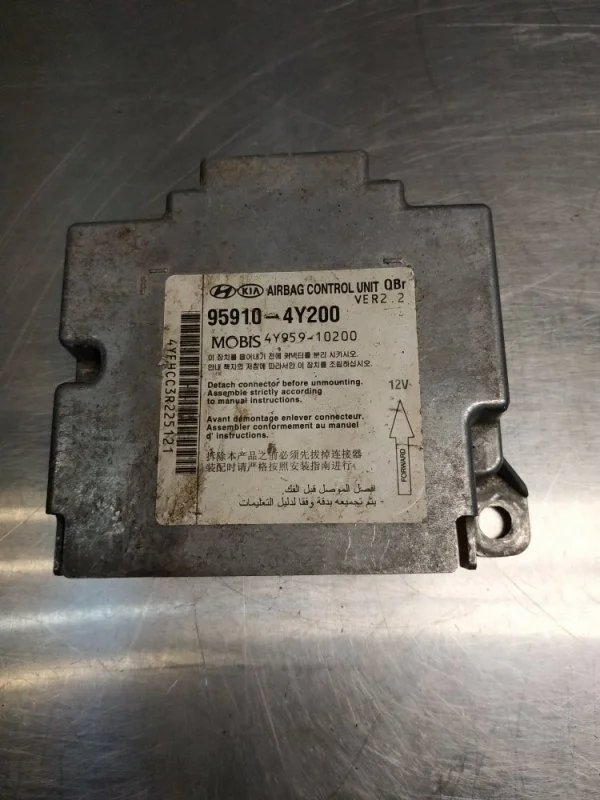 KIA AIRBAG CONTROL UNIT QBr
VER2.2
95910-4Y200
MOBIS 4Y959-10200
이 장치를 뜯어내기 전에 커넥터를 분리 시키시오.
안내 책자의 저침에 따라서만 이 장치를 조립하십시오.
Detach connector before unmounting.
Assemble strictly according
to manual instructions.
12V
Avant démontage enlever connecteur.
Assembler conformément au manuel
d' instructions.
FORWARD
拆除本产品之前必须先拔掉连接器
装配时请严格按照安装指南进行
افصل الموصل قبل الفك.
- يتم تجميعه بدقة وفقا لدليل التعليمات.
4YEHCC3R225121